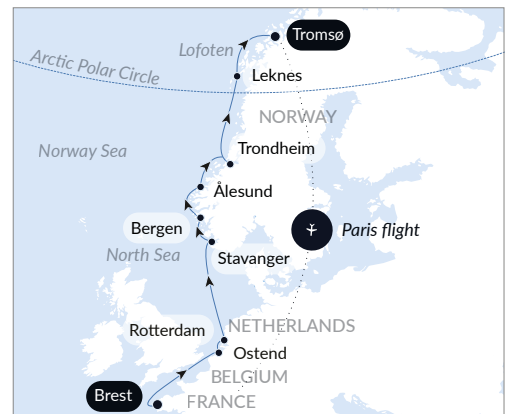 Tromsø
Lofoten
Arctic Polar Circle
Leknes
NORWAY
Trondheim
Norway Sea
Ålesund
Bergen
Paris flight
North Sea
Stavanger
Rotterdam
NETHERLANDS
Ostend
BELGIUM
Brest
FRANCE